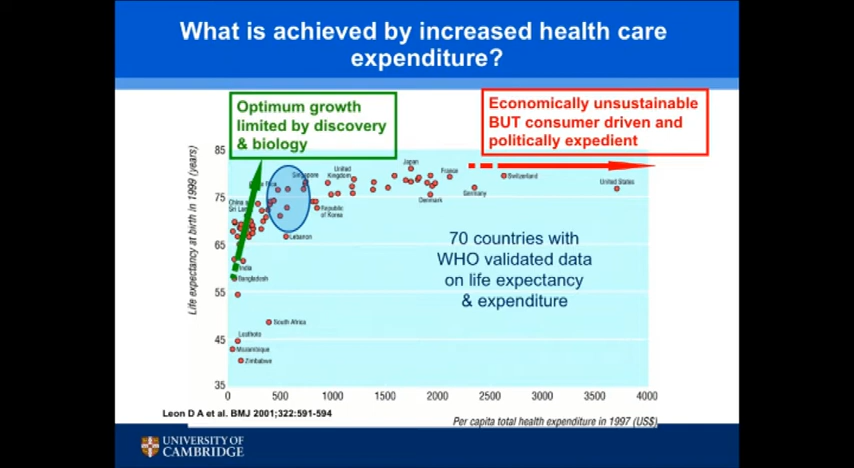 What is achieved by increased health care
expenditure?
Optimum growth
limited by discovery
& biology
Economically unsustainable
BUT consumer driven and
politically expedient
Life expectancy at birth in 1999 (years)
85
75
65
55
45
35
Japan
France
United
Kingdom
Singapore
Switzerland
United States
Germany
Denmark
China
Sri Lanka
Republic
of Korea
Lebanon
India
Bangladesh
South Africa
Lesotho
Mozambique
Zimbabwe
70 countries with
WHO validated data
on life expectancy
& expenditure
0
500
1000
1500
2000
2500
3000
3500
4000
Leon D A et al. BMJ 2001;322:591-594
Per capita total health expenditure in 1997 (US$)
UNIVERSITY OF
CAMBRIDGE